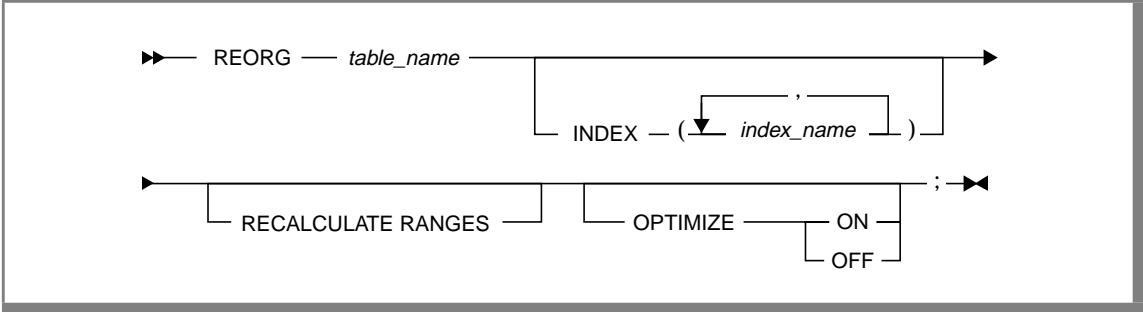 REORG table_name
,
INDEX ( index_name )
RECALCULATE RANGES OPTIMIZE ON ;
OFF